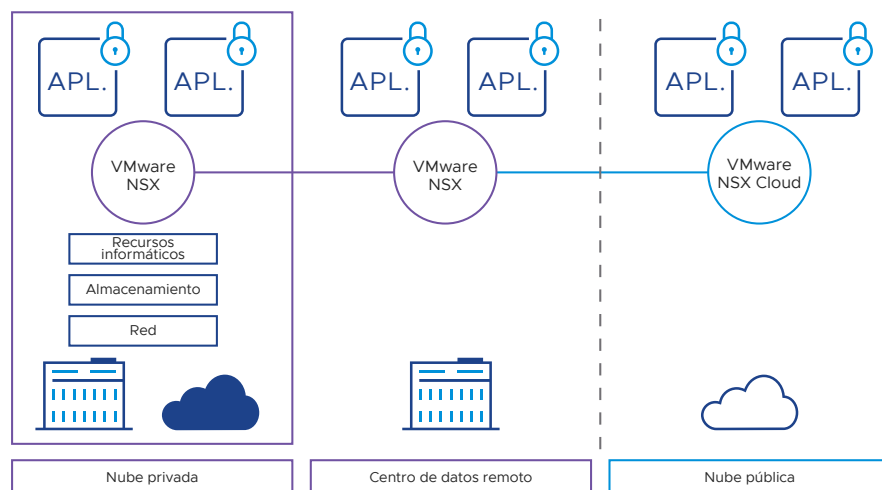 APL.
APL.
APL.
APL.
APL.
APL.
VMware
NSX
VMware
NSX
VMware
NSX Cloud
Recursos
informáticos
Almacenamiento
Red
Nube privada
Centro de datos remoto
Nube pública